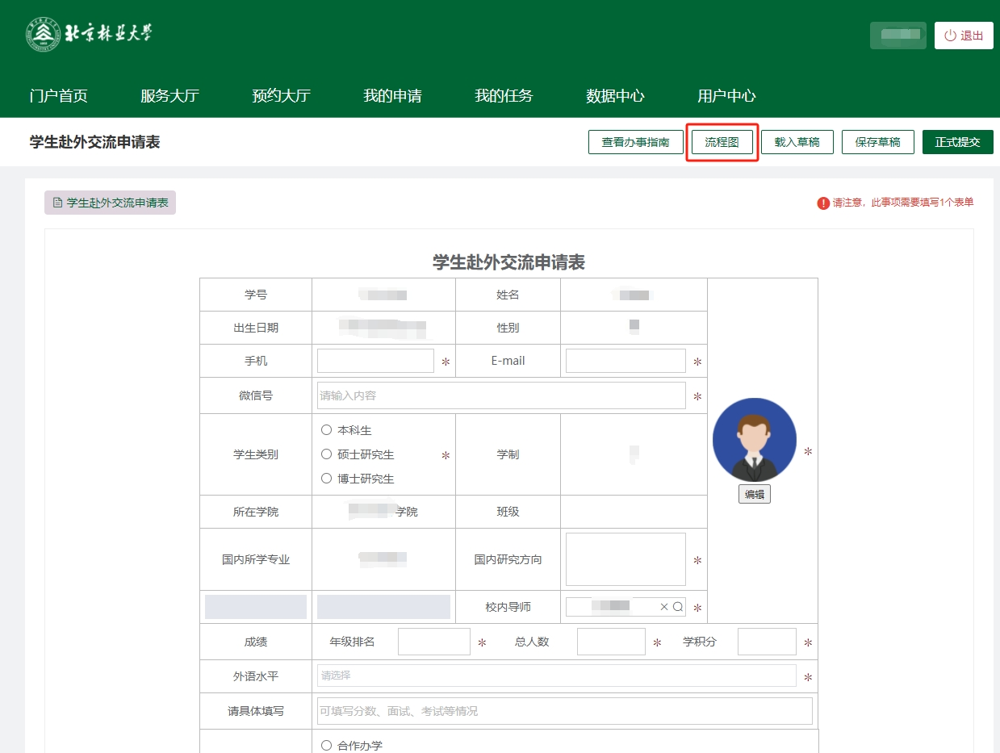 北京林业大学
退出
门户首页 服务大厅 预约大厅 我的申请 我的任务 数据中心 用户中心
学生赴外交流申请表 查看办事指南 流程图 载入草稿 保存草稿 正式提交
学生赴外交流申请表 请注意，此事项需要填写1个表单
学生赴外交流申请表
学号 姓名
出生日期 性别
手机 * E-mail *
微信号 请输入内容 *
本科生
学生类别 硕士研究生 * 学制 *
博士研究生
编辑
所在学院 学院 班级
国内所学专业 国内研究方向 *
校内导师 *
成绩 年级排名 * 总人数 * 学积分 *
外语水平 请选择 *
请具体填写 可填写分数、面试、考试等情况
合作办学